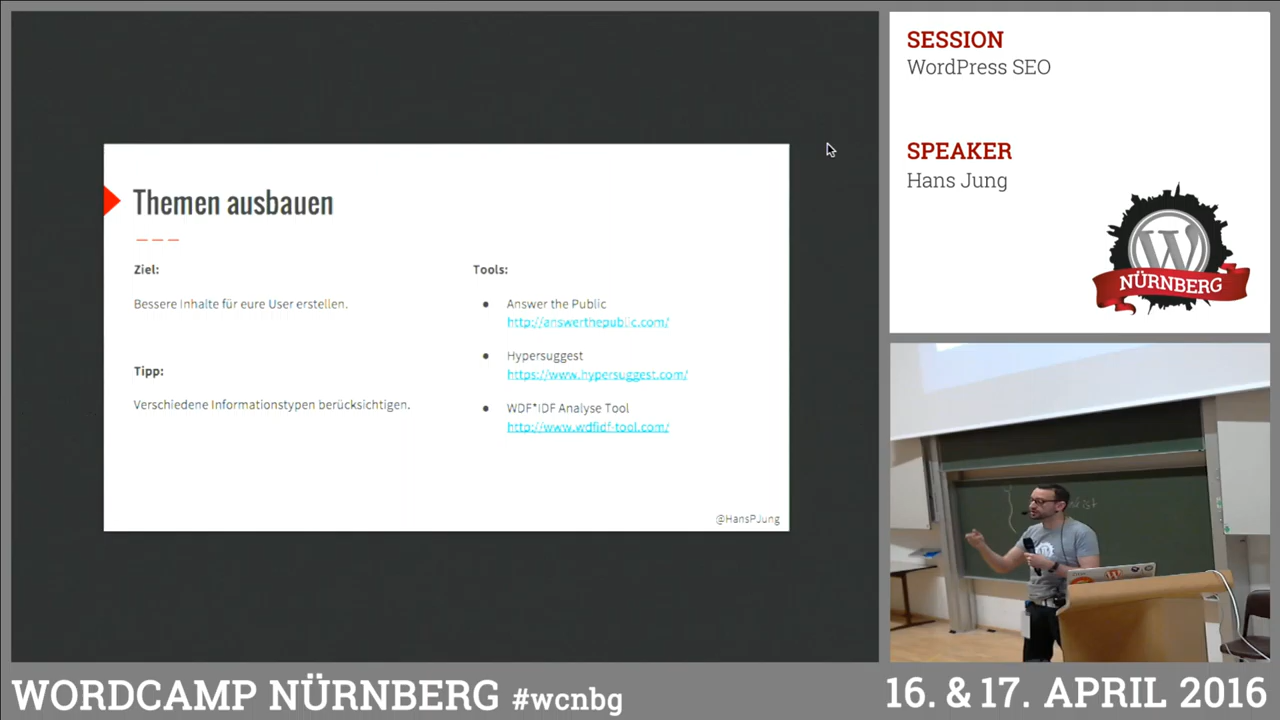 Themen ausbauen
Ziel:
Bessere Inhalte für eure User erstellen.
Tipp:
Verschiedene Informationstypen berücksichtigen.
Tools:
● Answer the Public
http://answerthepublic.com/
● Hypersuggest
https://www.hypersuggest.com/
● WDF*IDF Analyse Tool
http://www.wdfidf-tool.com/
@HansPJung
SESSION
WordPress SEO
SPEAKER
Hans Jung
W
NÜRNBERG
WORDCAMP NÜRNBERG #wcnbg
16. & 17. APRIL 2016